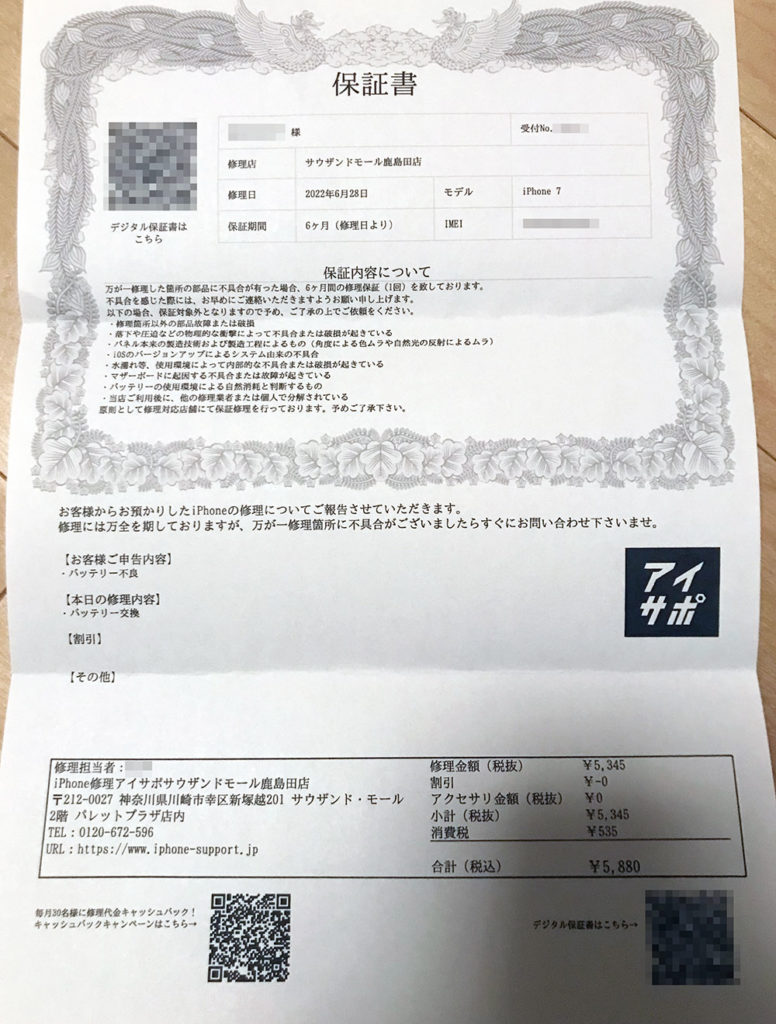 保証書
様
受付No.
修理店
サウザンドモール鹿島田店
修理日
2022年6月28日
モデル
iPhone 7
保証期間
6ヶ月（修理日より）
IMEI
デジタル保証書は
こちら
保証内容について
万が一修理した箇所の部品に不具合が有った場合、6ヶ月間の修理保証（1回）を致しております。
不具合を感じた際には、お早めにご連絡いただきますようお願い申し上げます。
以下の場合、保証対象外となりますので予め、ご了承の上でご依頼をください。
・修理箇所以外の部品故障または破損
・落下や圧迫などの物理的な衝撃によって不具合または破損が起きている
・パネル本来の製造技術および製造工程によるもの（角度による色ムラや自然光の反射によるムラ）
・iOSのバージョンアップによるシステム由来の不具合
・水濡れ等、使用環境によって内部的な不具合または破損が起きている
・マザーボードに起因する不具合または故障が起きている
・バッテリーの使用環境による自然消耗と判断するもの
・当店ご利用後に、他の修理業者または個人で分解されている
原則として修理対応店舗にて保証修理を行っております。予めご了承下さい。
お客様からお預かりしたiPhoneの修理についてご報告させていただきます。
修理には万全を期しておりますが、万が一修理箇所に不具合がございましたらすぐにお問い合わせ下さいませ。
【お客様ご申告内容】
・バッテリー不良
【本日の修理内容】
・バッテリー交換
【割引】
【その他】
アイ
サポ
修理担当者：
iPhone修理アイサポサウザンドモール鹿島田店
〒212-0027 神奈川県川崎市幸区新塚越201 サウザンド・モール
2階 パレットプラザ店内
TEL：0120-672-596
URL：https://www.iphone-support.jp
修理金額（税抜） ￥5,345
割引 ￥-0
アクセサリ金額（税抜） ￥0
小計（税抜） ￥5,345
消費税 ￥535
合計（税込） ￥5,880
毎月30名様に修理代金キャッシュバック！
キャッシュバックキャンペーンはこちら→
デジタル保証書はこちら→